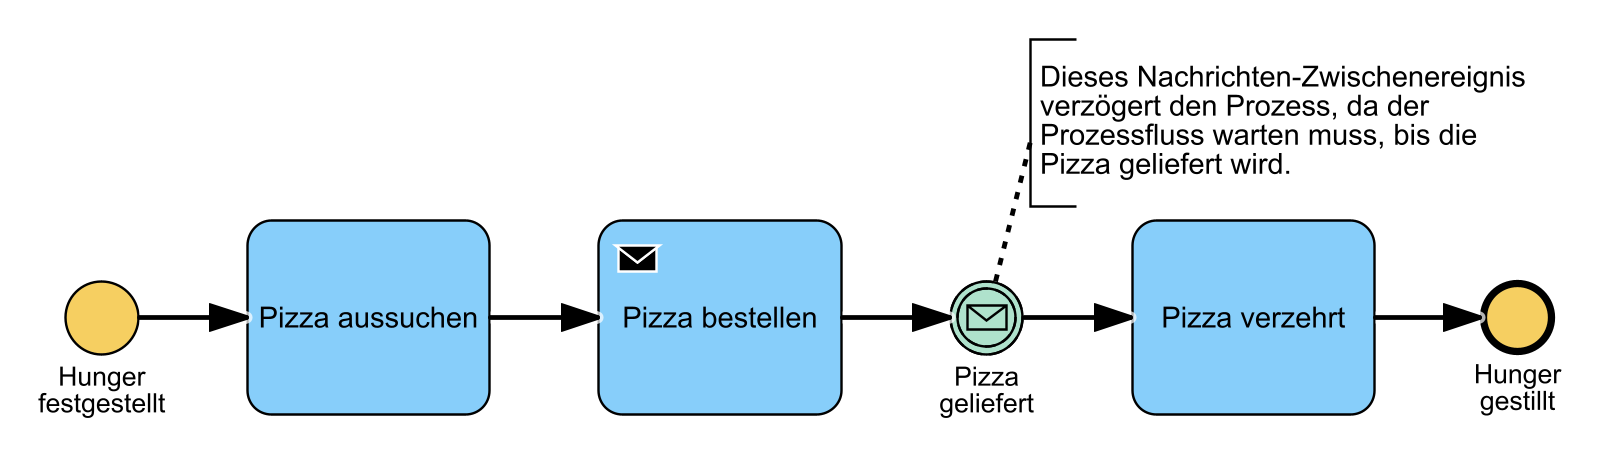 Dieses Nachrichten-Zwischenereignis
verzögert den Prozess, da der
Prozessfluss warten muss, bis die
Pizza geliefert wird.
Pizza aussuchen
Pizza bestellen
Pizza verzehrt
Hunger
festgestellt
Pizza
geliefert
Hunger
gestillt